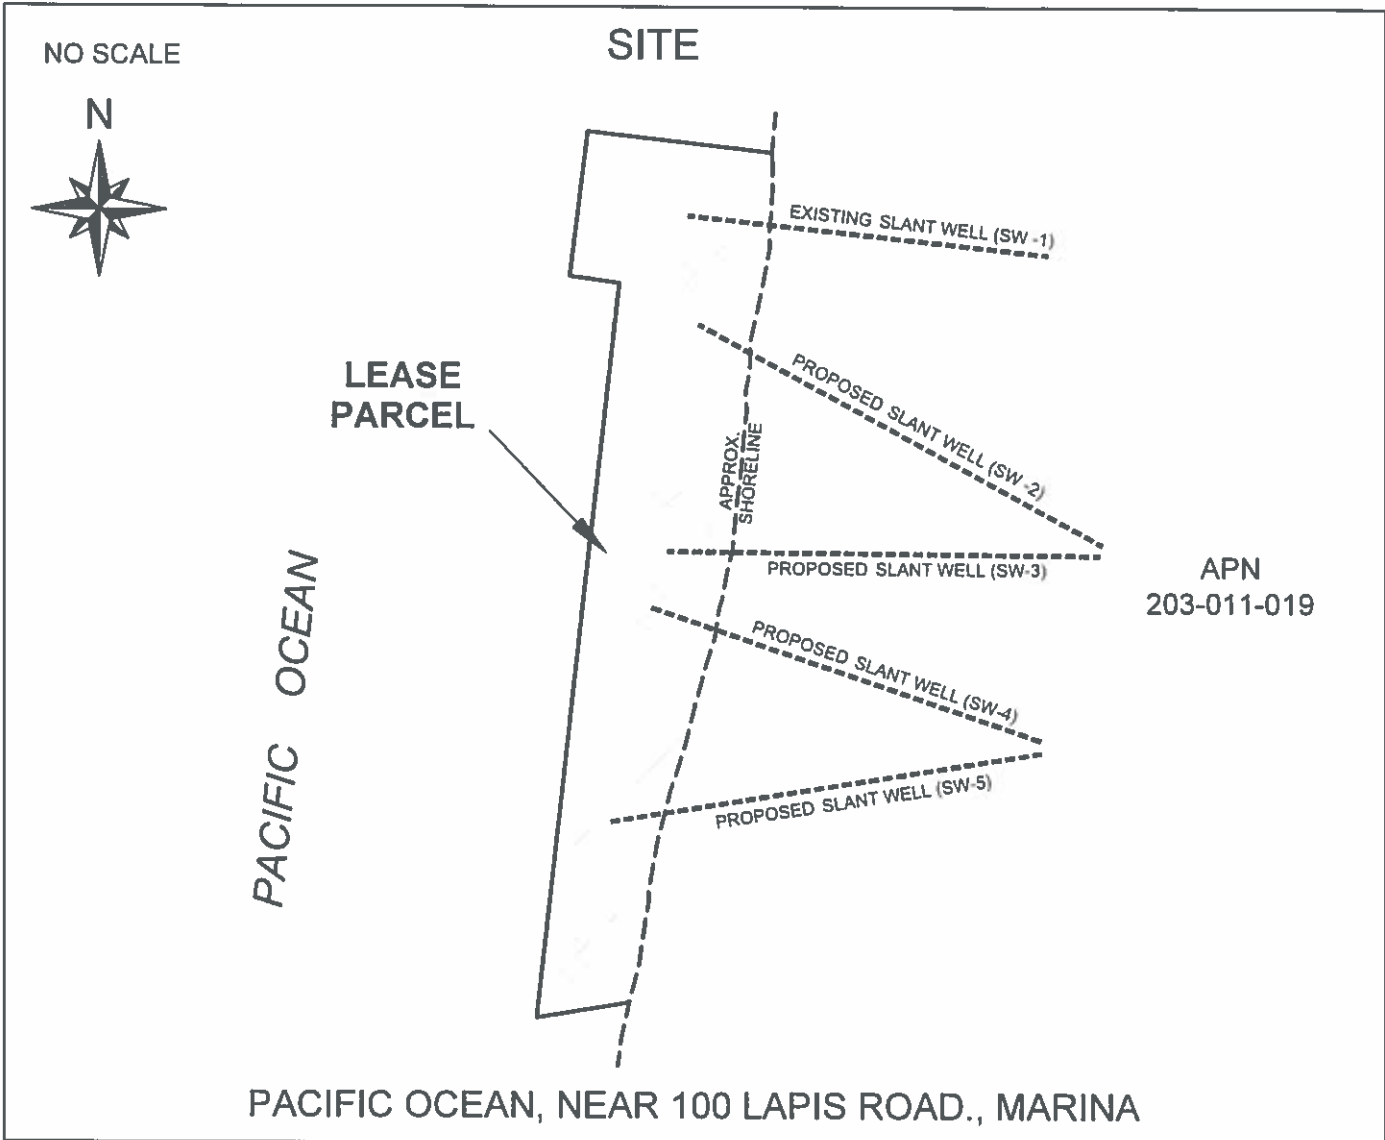 NO SCALE
SITE
N
EXISTING SLANT WELL (SW -1)
PROPOSED SLANT WELL (SW -2)
LEASE
PARCEL
APPROX.
SHORELINE
PROPOSED SLANT WELL (SW-3)
APN
203-011-019
PROPOSED SLANT WELL (SW-4)
PACIFIC OCEAN
PROPOSED SLANT WELL (SW-5)
PACIFIC OCEAN, NEAR 100 LAPIS ROAD., MARINA